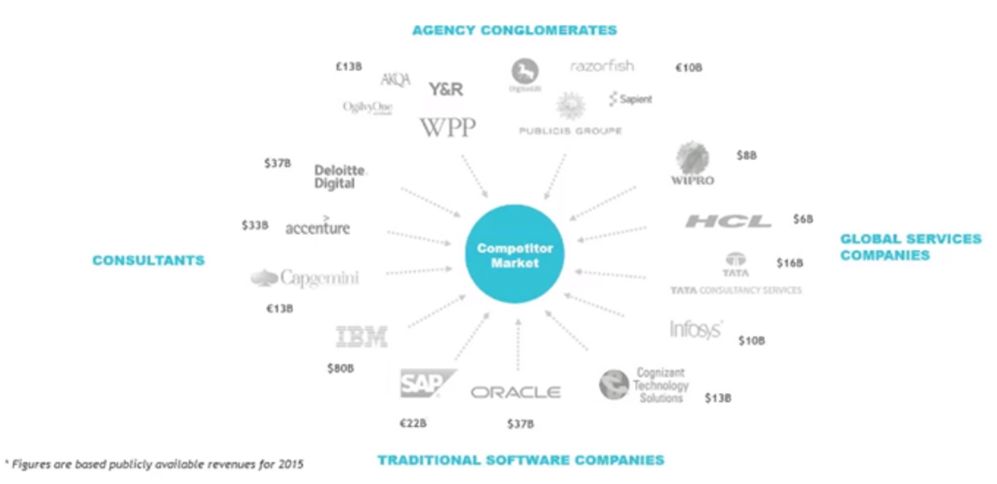 AGENCY CONGLOMERATES
£13B
AKQA
Y&R
OgilvyOne
WPP
DigitasLBi
razorfish
€10B
Sapient
PUBLICIS GROUPE
$37B
Deloitte.
Digital
$33B
>
accenture
CONSULTANTS
Capgemini
€13B
IBM
$80B
SAP
€22B
ORACLE
$37B
TRADITIONAL SOFTWARE COMPANIES
Competitor
Market
WIPRO
$8B
HCL
$6B
GLOBAL SERVICES
COMPANIES
TATA
$16B
TATA CONSULTANCY SERVICES
Infosys
$10B
Cognizant
Technology
Solutions
$13B
* Figures are based publicly available revenues for 2015